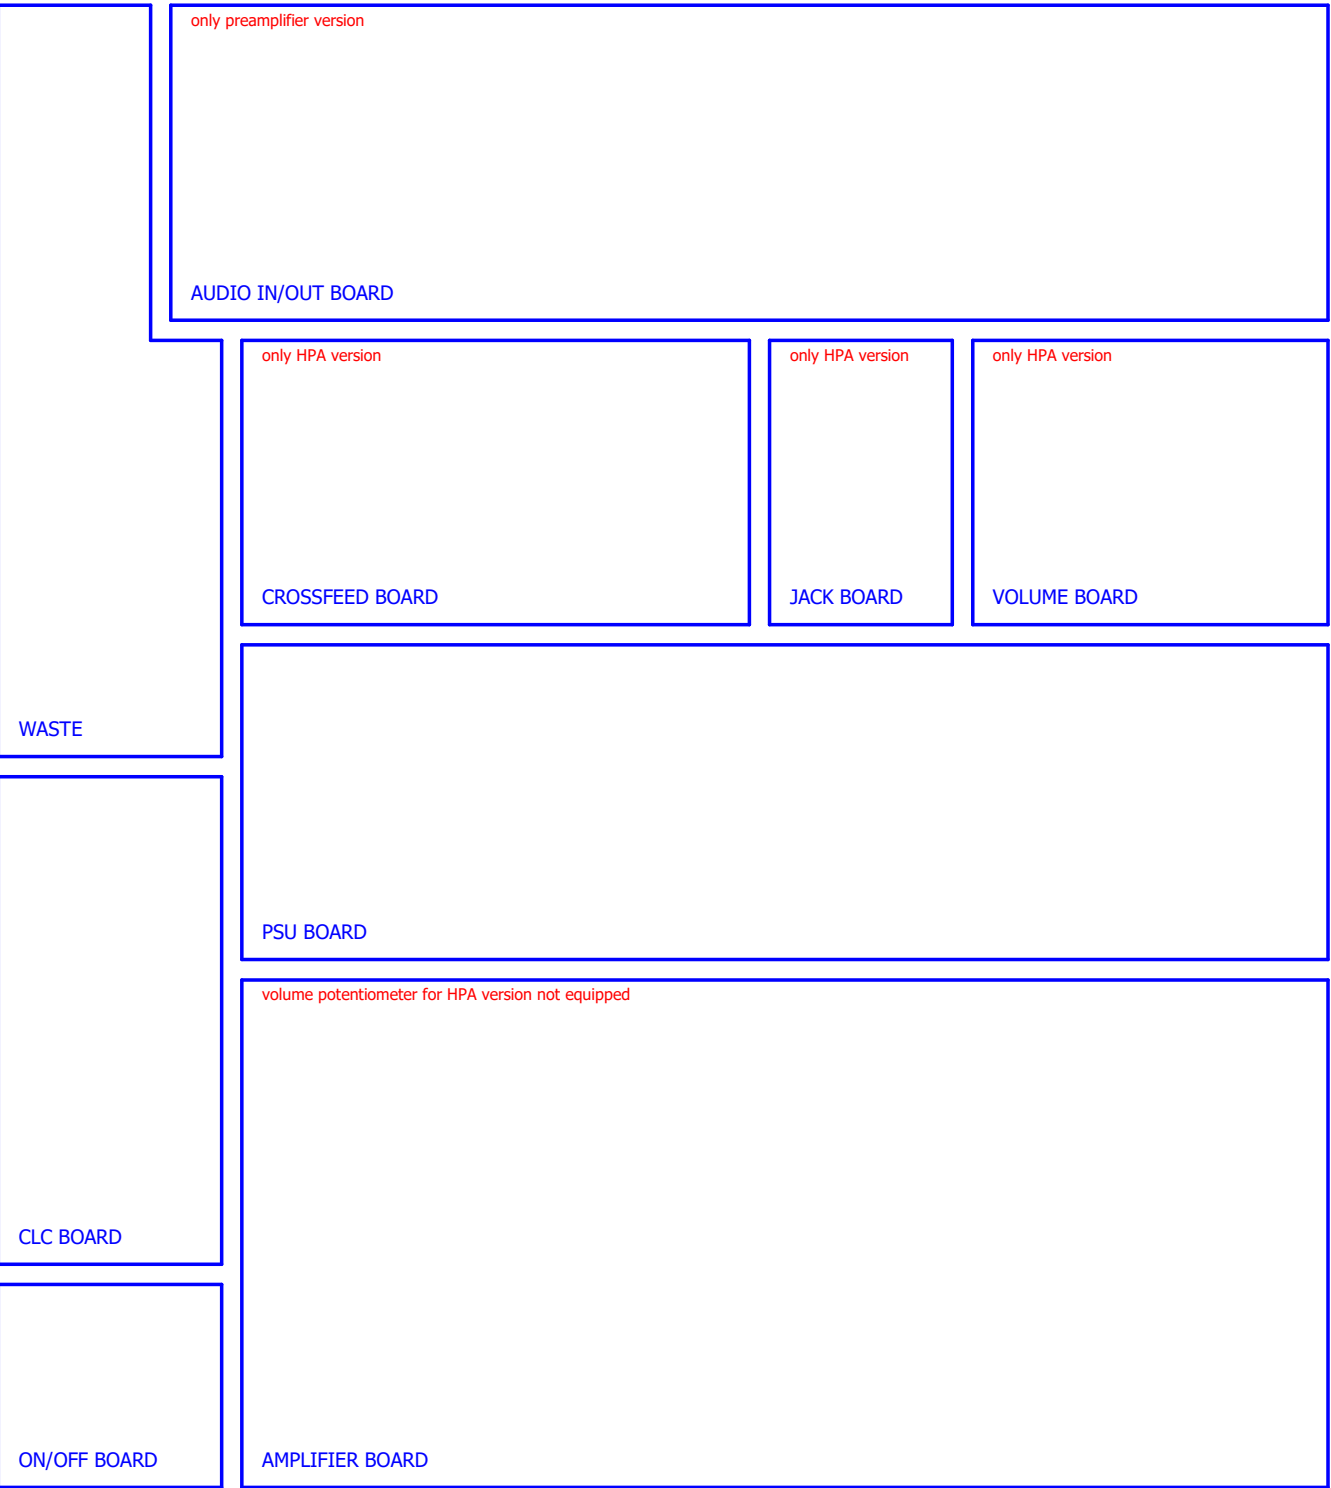 only preamplifier version
AUDIO IN/OUT BOARD
only HPA version
CROSSFEED BOARD
only HPA version
JACK BOARD
only HPA version
VOLUME BOARD
WASTE
PSU BOARD
CLC BOARD
volume potentiometer for HPA version not equipped
ON/OFF BOARD
AMPLIFIER BOARD